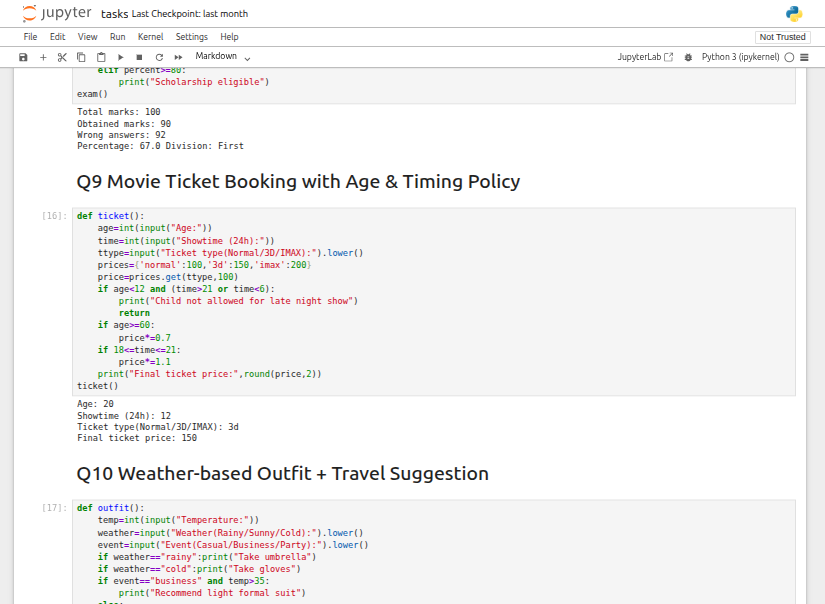 jupyter tasks Last Checkpoint: last month
File Edit View Run Kernel Settings Help Not Trusted
Markdown JupyterLab Python 3 (ipykernel)
elif percent>=80:
print("Scholarship eligible")
exam()
Total marks: 100
Obtained marks: 90
Wrong answers: 92
Percentage: 67.0 Division: First
Q9 Movie Ticket Booking with Age & Timing Policy
[16]: def ticket():
age=int(input("Age:"))
time=int(input("Showtime (24h):"))
ttype=input("Ticket type(Normal/3D/IMAX):").lower()
prices={'normal':100,'3d':150,'imax':200}
price=prices.get(ttype,100)
if age<12 and (time>21 or time<6):
print("Child not allowed for late night show")
return
if age>=60:
price*=0.7
if 18<=time<=21:
price*=1.1
print("Final ticket price:",round(price,2))
ticket()
Age: 20
Showtime (24h): 12
Ticket type(Normal/3D/IMAX): 3d
Final ticket price: 150
Q10 Weather-based Outfit + Travel Suggestion
[17]: def outfit():
temp=int(input("Temperature:"))
weather=input("Weather(Rainy/Sunny/Cold):").lower()
event=input("Event(Casual/Business/Party):").lower()
if weather=="rainy":print("Take umbrella")
if weather=="cold":print("Take gloves")
if event=="business" and temp>35:
print("Recommend light formal suit")
else: